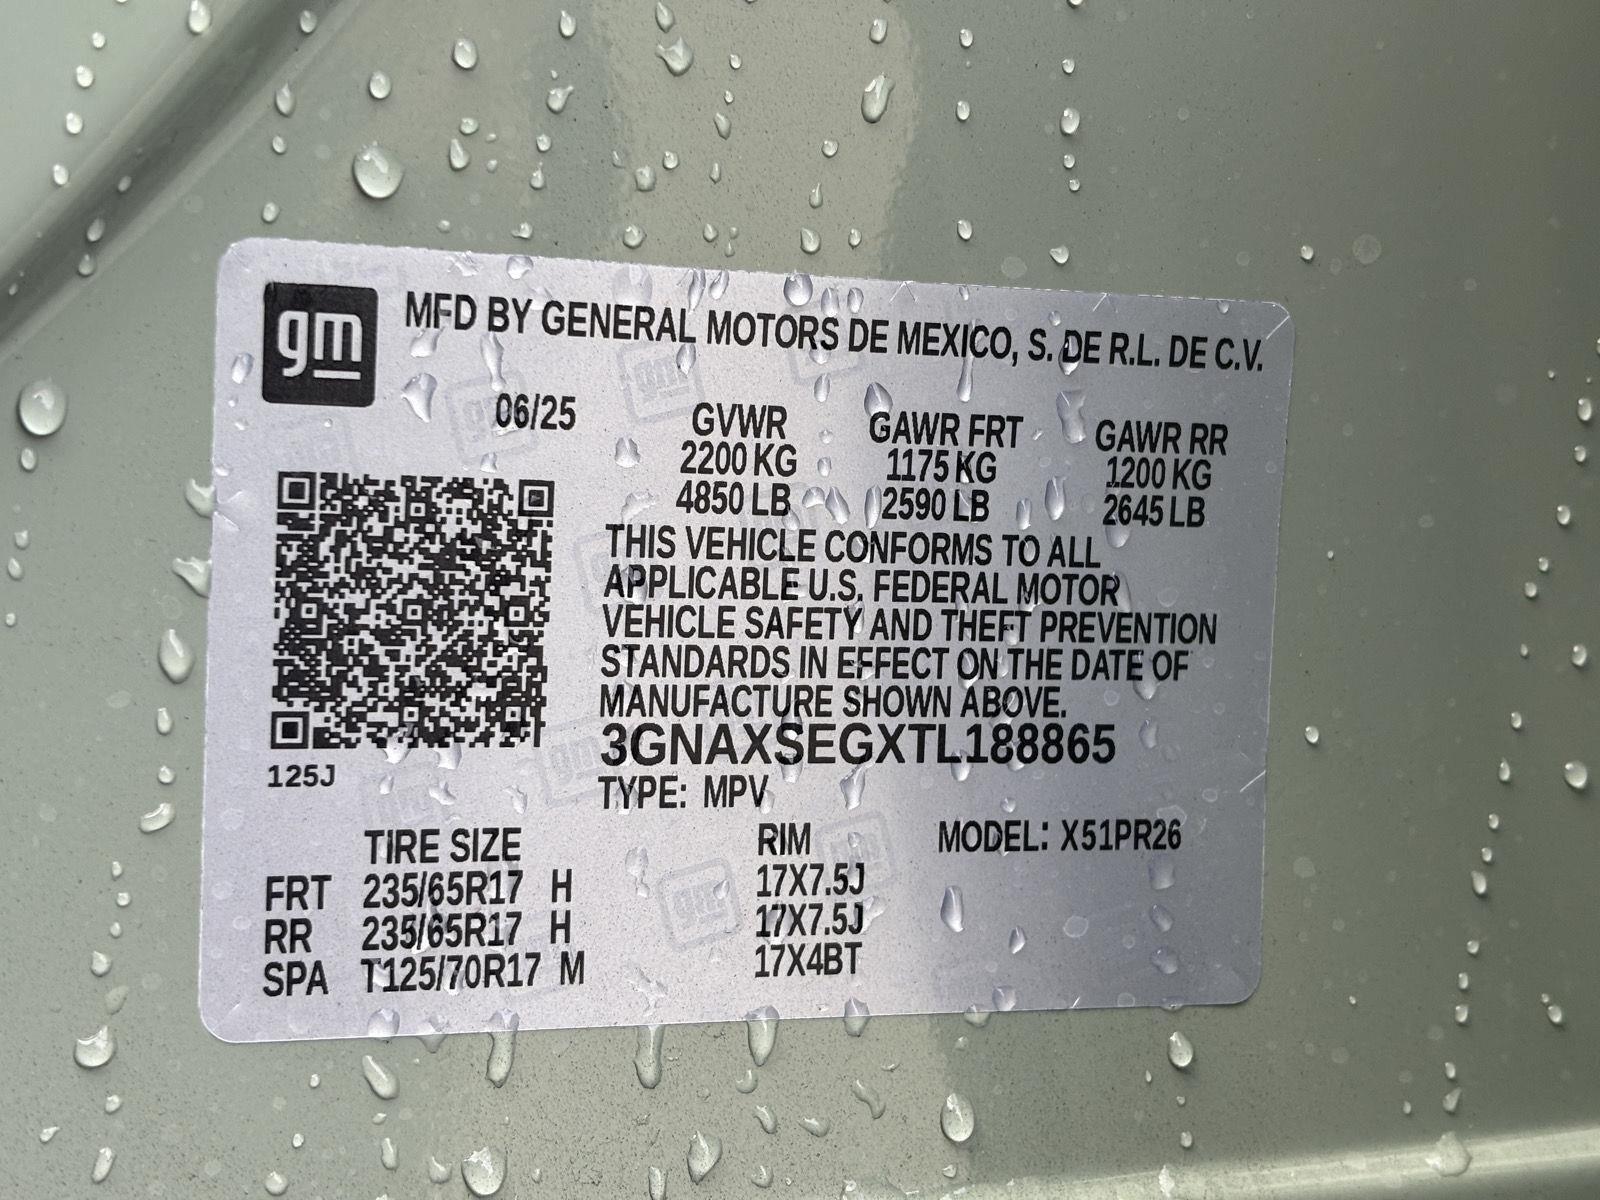 gm
MFD BY GENERAL MOTORS DE MEXICO, S. DE R.L. DE C.V.
06/25
GVWR GAWR FRT GAWR RR
2200 KG 1175 KG 1200 KG
4850 LB 2590 LB 2645 LB
THIS VEHICLE CONFORMS TO ALL
APPLICABLE U.S. FEDERAL MOTOR
VEHICLE SAFETY AND THEFT PREVENTION
STANDARDS IN EFFECT ON THE DATE OF
MANUFACTURE SHOWN ABOVE.
3GNAXSEGXTL188865
125J
TYPE: MPV
TIRE SIZE RIM MODEL: X51PR26
FRT 235/65R17 H 17X7.5J
RR 235/65R17 H 17X7.5J
SPA T125/70R17 M 17X4BT